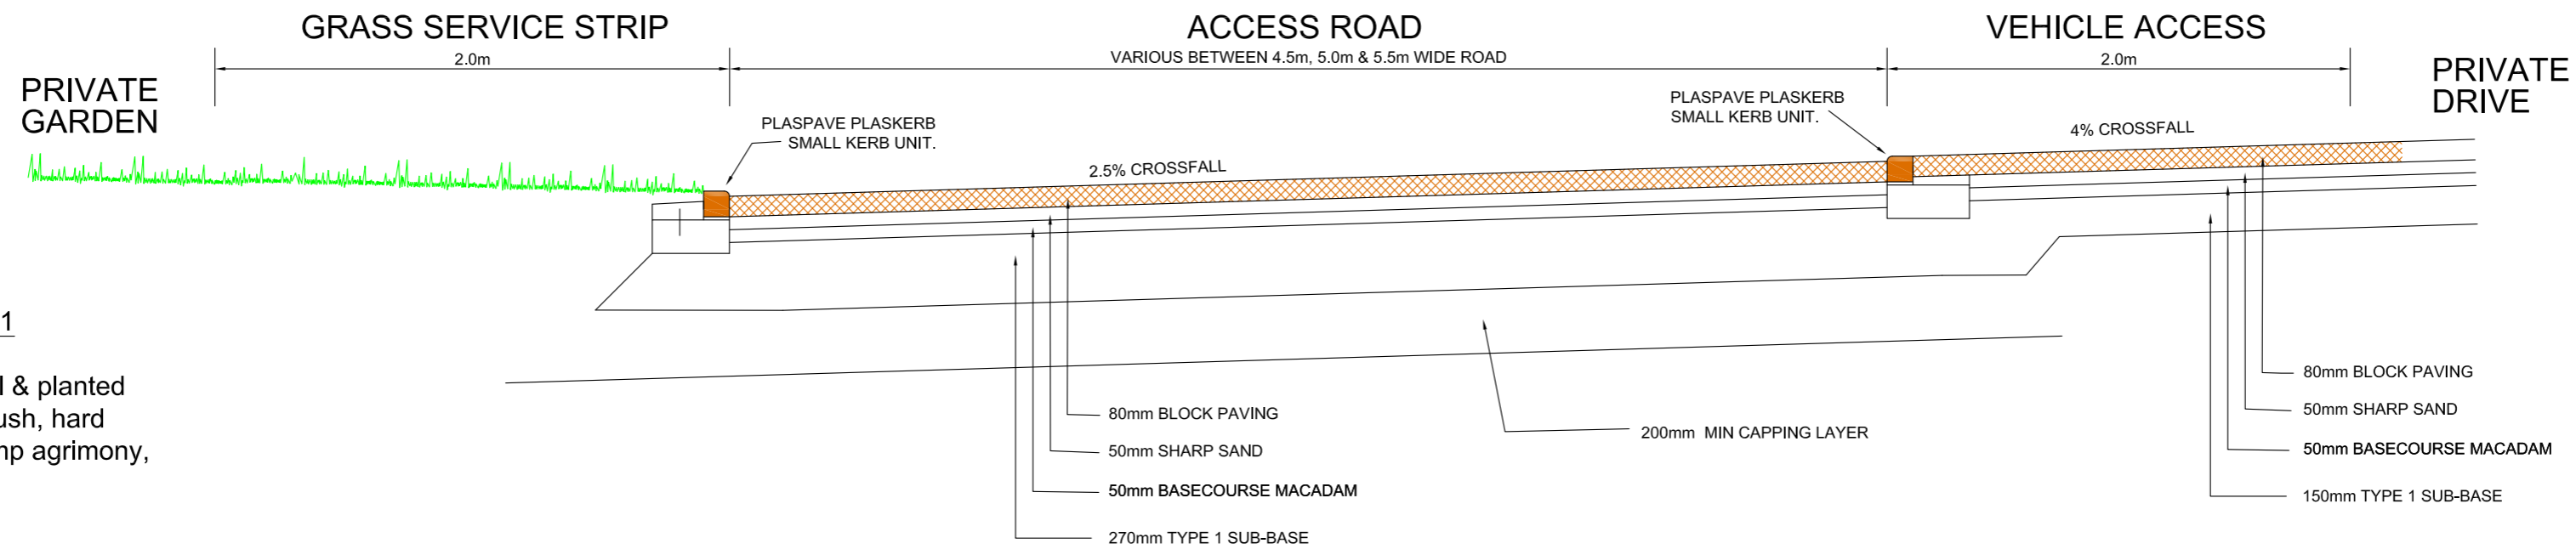 GRASS SERVICE STRIP
ACCESS ROAD
VEHICLE ACCESS
2.0m
VARIOUS BETWEEN 4.5m, 5.0m & 5.5m WIDE ROAD
2.0m
PRIVATE
GARDEN
PRIVATE
DRIVE
PLASPAVE PLASKERB
SMALL KERB UNIT.
PLASPAVE PLASKERB
SMALL KERB UNIT.
2.5% CROSSFALL
4% CROSSFALL
1
& planted
hard
agrimony,
80mm BLOCK PAVING
50mm SHARP SAND
50mm BASECOURSE MACADAM
270mm TYPE 1 SUB-BASE
200mm MIN CAPPING LAYER
80mm BLOCK PAVING
50mm SHARP SAND
50mm BASECOURSE MACADAM
150mm TYPE 1 SUB-BASE